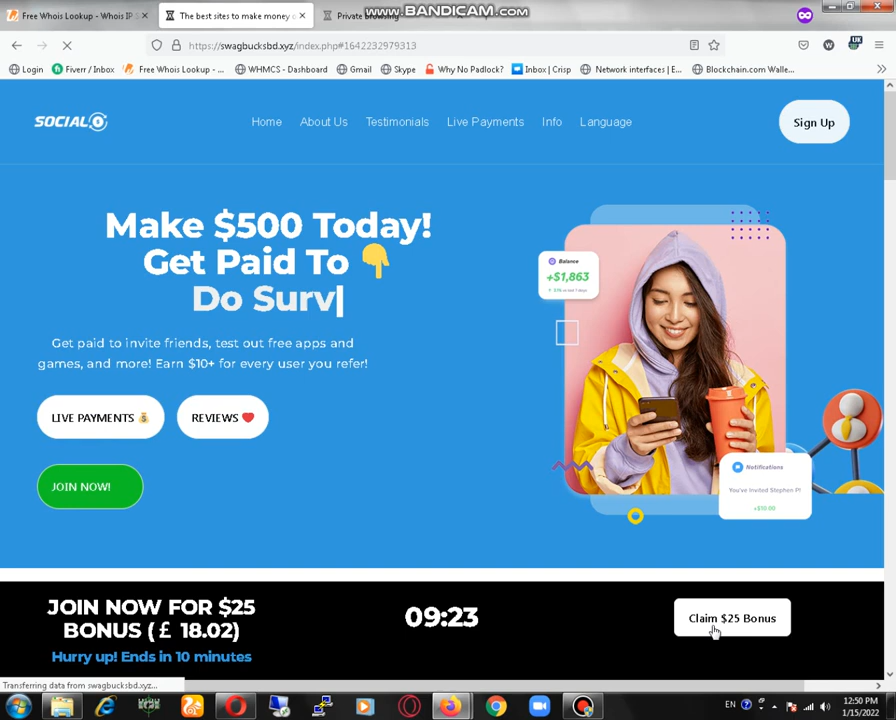 Free Whois Lookup - Whois IP S
The best sites to make money o
Private browsing
www.BANDICAM.com
https://swagbucksbd.xyz/index.php#1642232979313
Login
Fiverr / Inbox
Free Whois Lookup - ...
WHMCS - Dashboard
Gmail
Skype
Why No Padlock?
Inbox | Crisp
Network interfaces | E...
Blockchain.com Walle...
UK
SOCIAL
Home
About Us
Testimonials
Live Payments
Info
Language
Sign Up
Make $500 Today!
Get Paid To 👇
Do Surv|
Get paid to invite friends, test out free apps and
games, and more! Earn $10+ for every user you refer!
LIVE PAYMENTS 💰
REVIEWS ❤️
JOIN NOW!
Balance
+$1,863
Notifications
You've Invited Stephen P!
+$10.00
JOIN NOW FOR $25
BONUS (£ 18.02)
Hurry up! Ends in 10 minutes
09:23
Claim $25 Bonus
Transferring data from swagbucksbd.xyz...
EN
12:50 PM
1/15/2022